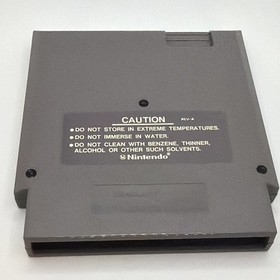 CAUTION REV-A
•DO NOT STORE IN EXTREME TEMPERATURES.
•DO NOT IMMERSE IN WATER.
•DO NOT CLEAN WITH BENZENE, THINNER,
ALCOHOL OR OTHER SUCH SOLVENTS.
Nintendo